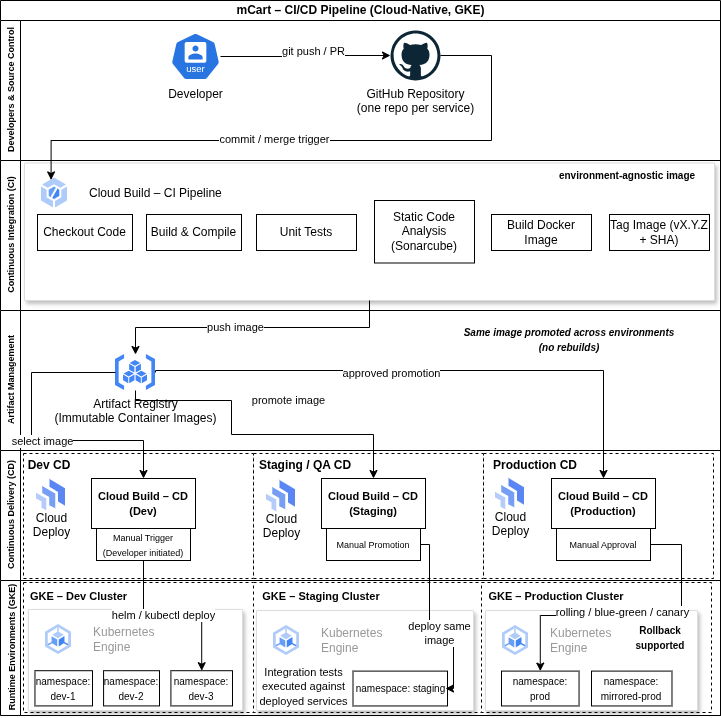 mCart – CI/CD Pipeline (Cloud-Native, GKE)
Developers & Source Control
user
Developer
git push / PR
GitHub Repository
(one repo per service)
commit / merge trigger
Continuous Integration (CI)
Cloud Build – CI Pipeline
environment-agnostic image
Checkout Code
Build & Compile
Unit Tests
Static Code
Analysis
(Sonarcube)
Build Docker
Image
Tag Image (vX.Y.Z
+ SHA)
Artifact Management
push image
Same image promoted across environments
(no rebuilds)
approved promotion
Artifact Registry
(Immutable Container Images)
promote image
select image
Continuous Delivery (CD)
Dev CD
Cloud
Deploy
Cloud Build – CD
(Dev)
Manual Trigger
(Developer initiated)
Staging / QA CD
Cloud
Deploy
Cloud Build – CD
(Staging)
Manual Promotion
Production CD
Cloud
Deploy
Cloud Build – CD
(Production)
Manual Approval
Runtime Environments (GKE)
GKE – Dev Cluster
helm / kubectl deploy
Kubernetes
Engine
namespace:
dev-1
namespace:
dev-2
namespace:
dev-3
GKE – Staging Cluster
Kubernetes
Engine
deploy same
image
Integration tests
executed against
deployed services
namespace: staging
GKE – Production Cluster
rolling / blue-green / canary
Kubernetes
Engine
Rollback
supported
namespace:
prod
namespace:
mirrored-prod